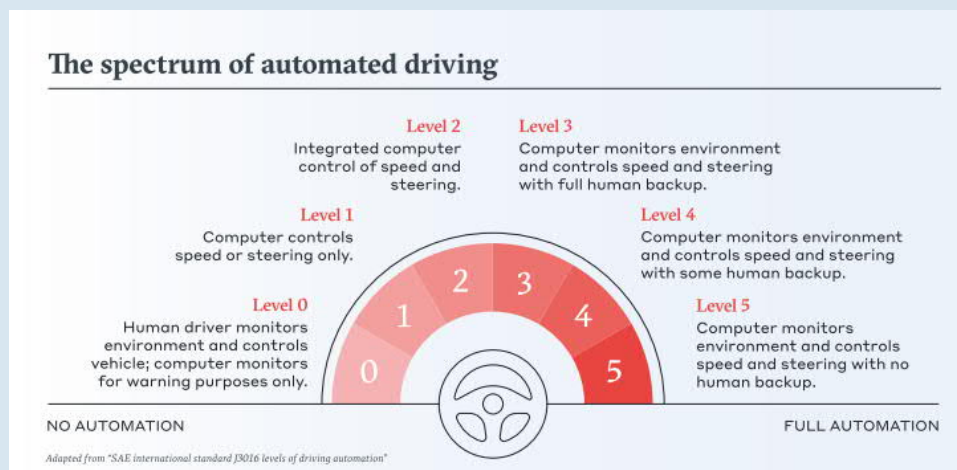 The spectrum of automated driving
Level 2
Integrated computer
control of speed and
steering.
Level 3
Computer monitors environment
and controls speed and steering
with full human backup.
Level 1
Computer controls
speed or steering only.
Level 4
Computer monitors environment
and controls speed and steering
with some human backup.
Level 0
Human driver monitors
environment and controls
vehicle; computer monitors
for warning purposes only.
Level 5
Computer monitors
environment and controls
speed and steering with no
human backup.
0
1
2
3
4
5
NO AUTOMATION
FULL AUTOMATION
Adapted from "SAE international standard J3016 levels of driving automation"